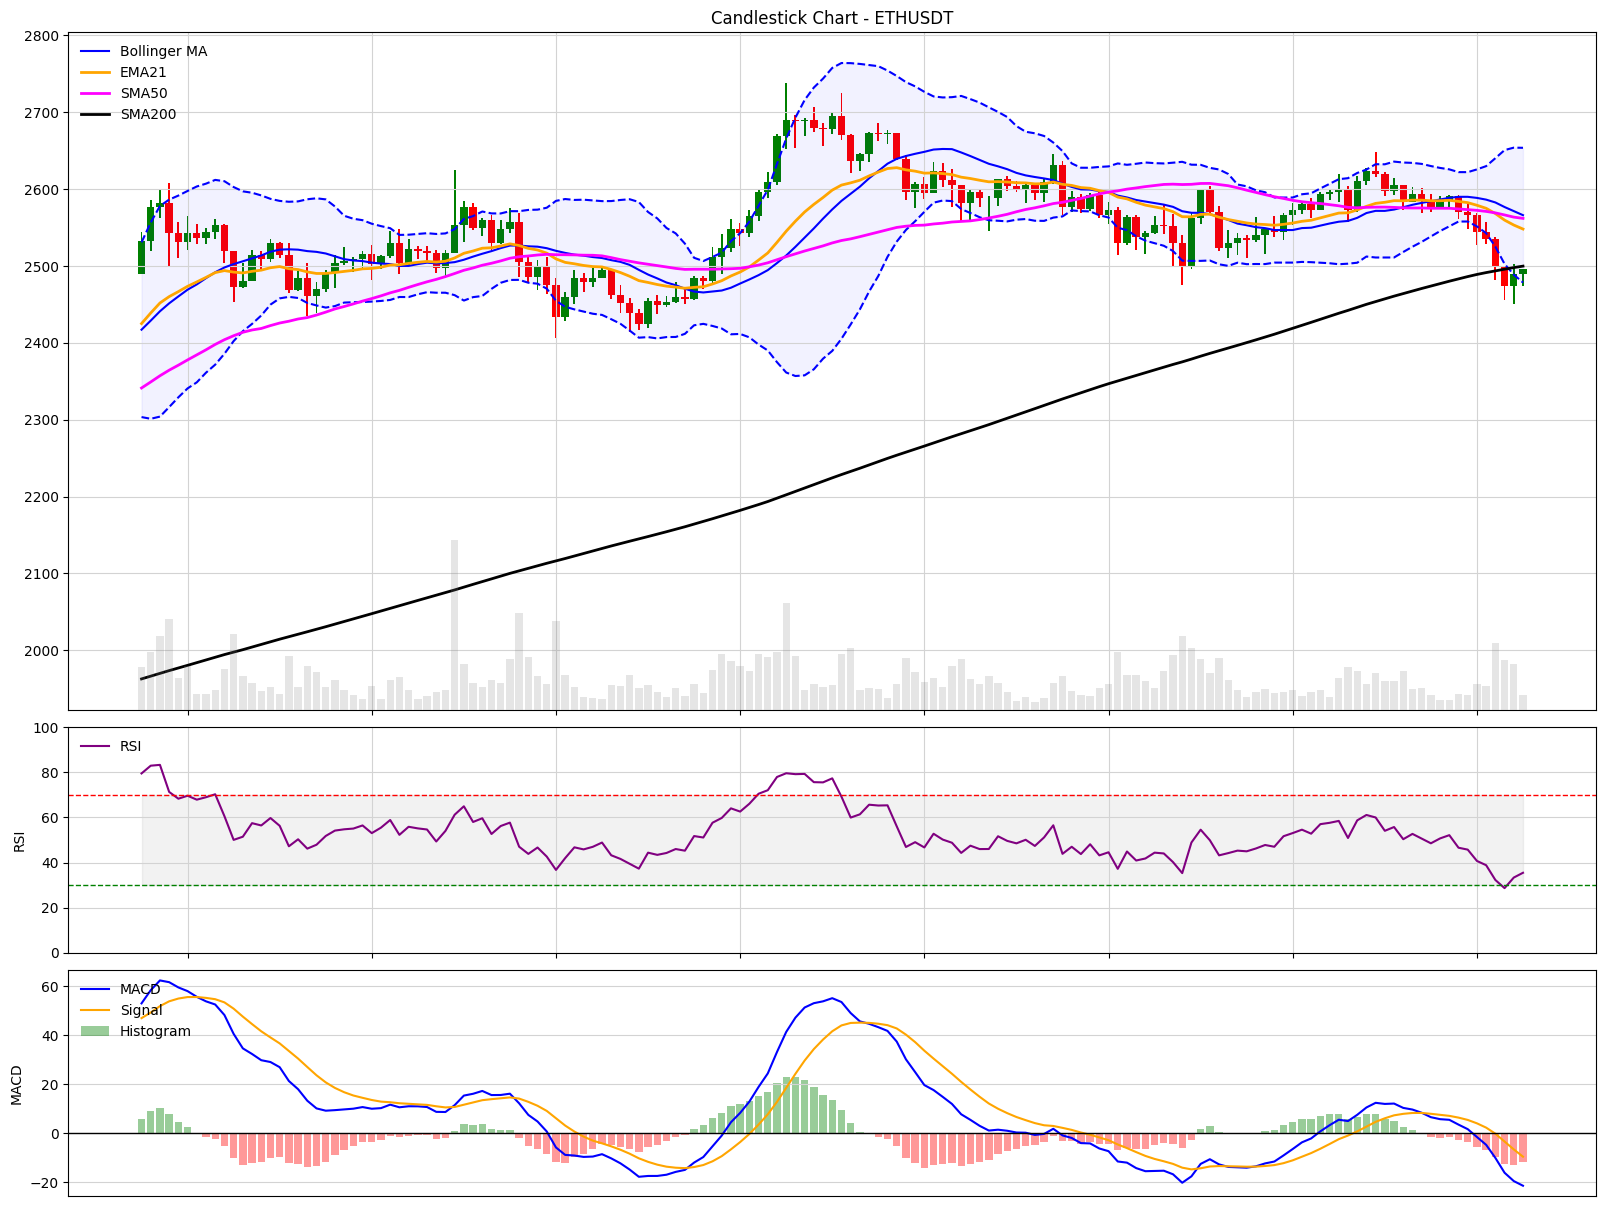 Candlestick Chart - ETHUSDT
2800
2700
2600
2500
2400
2300
2200
2100
2000
Bollinger MA
EMA21
SMA50
SMA200
100
80
60
40
20
0
RSI
RSI
60
40
20
0
−20
MACD
MACD
Signal
Histogram